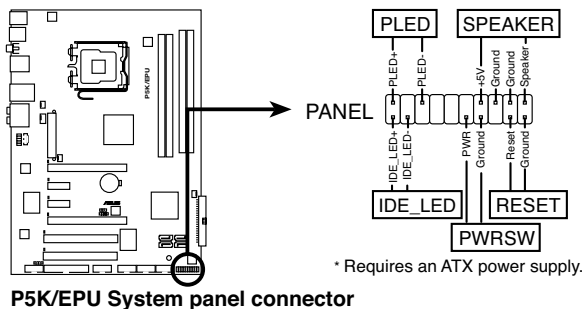 PLED SPEAKER
PLED+
PLED-
+5V
Ground
Ground
Speaker
P5K/EPU
PANEL
IDE_LED+
IDE_LED-
PWR
Ground
Reset
Ground
IDE_LED RESET
PWRSW
ASUS
* Requires an ATX power supply.
P5K/EPU System panel connector